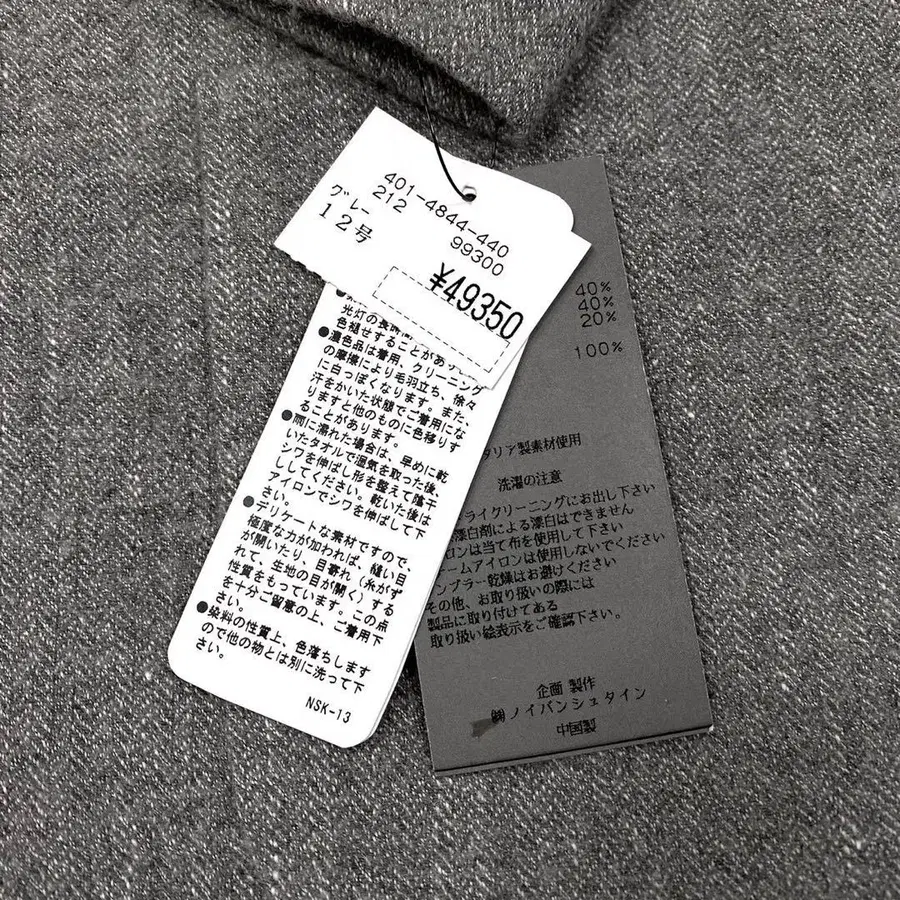 401-4844-440
212 99300
グレー
12号
¥49350
光灯の長時間
色褪せすることがあり
●濃色品は着用、クリーニング
の摩擦により毛羽立ち、徐々
に白っぽくなります。また、
汗をかいた状態でご着用にな
りますと他のものに色移りす
ることがあります。
●雨に濡れた場合は、早めに乾
いたタオルで湿気を取った後、
シワを伸ばし形を整えて陰干
ししてください。乾いた後は
アイロンでシワを伸ばして下
さい。
●デリケートな素材ですので、
極度な力が加われば、縫い目
が開いたり、目寄れ（糸がず
れて、生地の目が開く）する
性質をもっています。この点
を十分ご留意の上、ご着用下
さい。
●染料の性質上、色落ちします
ので他の物とは別に洗って下
さい。
NSK-13
40%
40%
20%
100%
タリア製素材使用
洗濯の注意
ライクリーニングにお出し下さい
漂白剤による漂白はできません
ロンは当て布を使用して下さい
ームアイロンは使用しないでください
ンブラー乾燥はお避けください
その他、お取り扱いの際には
製品に取り付けてある
取り扱い絵表示をご確認下さい。
企画 製作
㈱ノイバンシュタイン
中国製